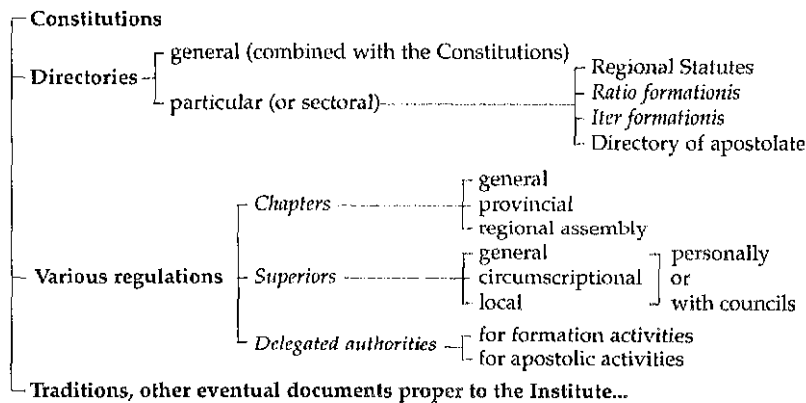 Constitutions
general (combined with the Constitutions)
Directories
particular (or sectoral)
Regional Statutes
Ratio formationis
Iter formationis
Directory of apostolate
Various regulations
Chapters
general
provincial
regional assembly
Superiors
general
circumscriptional
local
personally
or
with councils
Delegated authorities
for formation activities
for apostolic activities
Traditions, other eventual documents proper to the Institute...